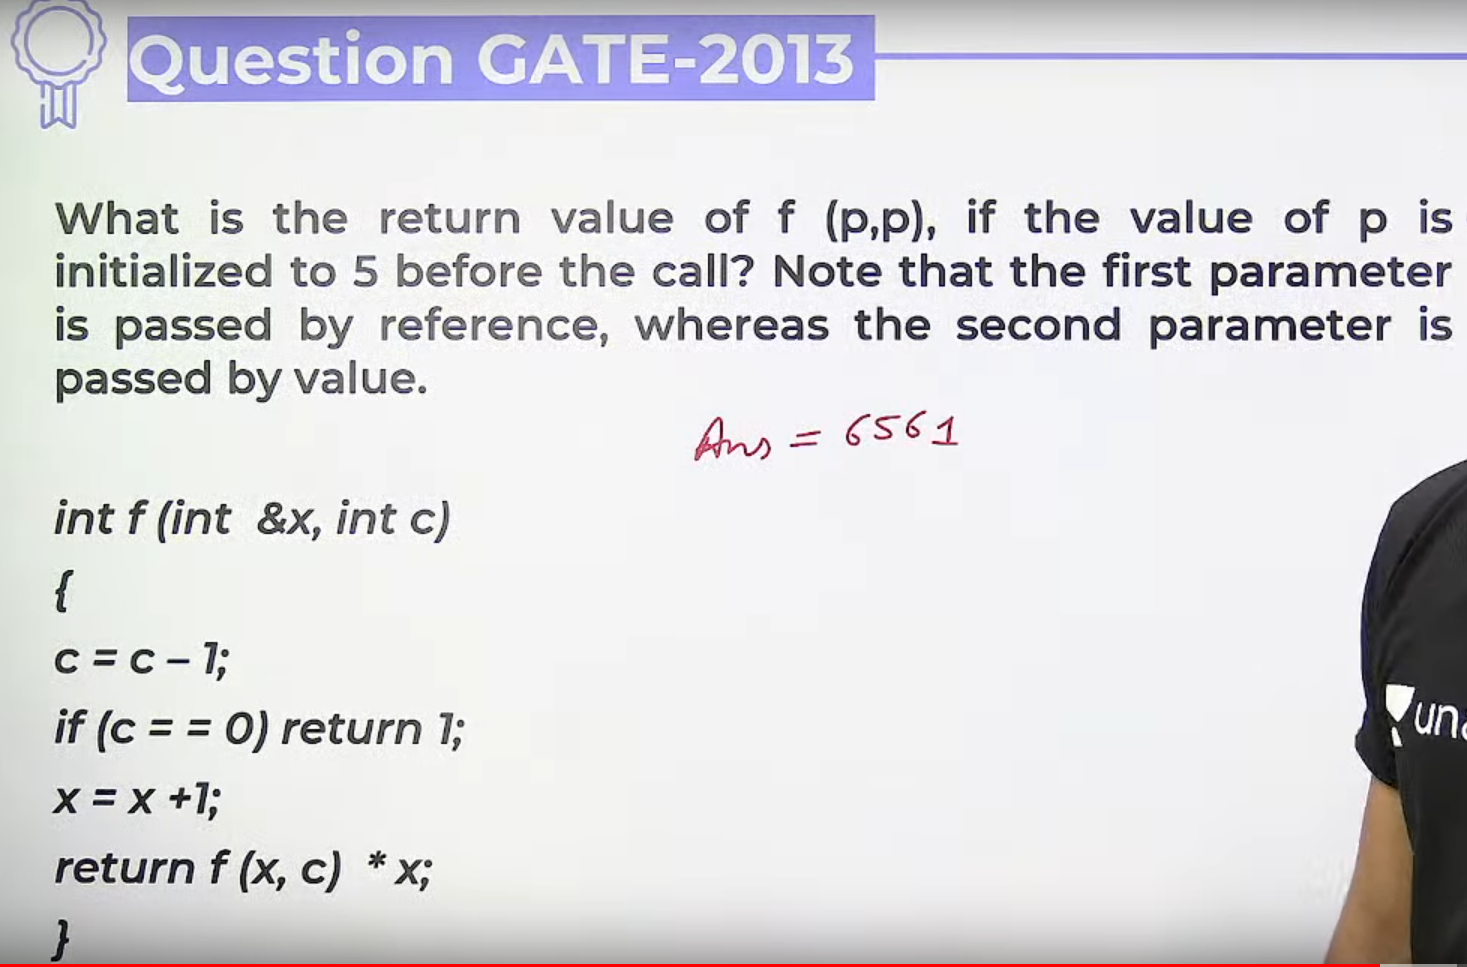 Question GATE-2013
What is the return value of f (p,p), if the value of p is
initialized to 5 before the call? Note that the first parameter
is passed by reference, whereas the second parameter is
passed by value.
Ans = 6561
int f (int &x, int c)
{
c = c – 1;
if (c = = 0) return 1;
x = x +1;
return f (x, c) * x;
}